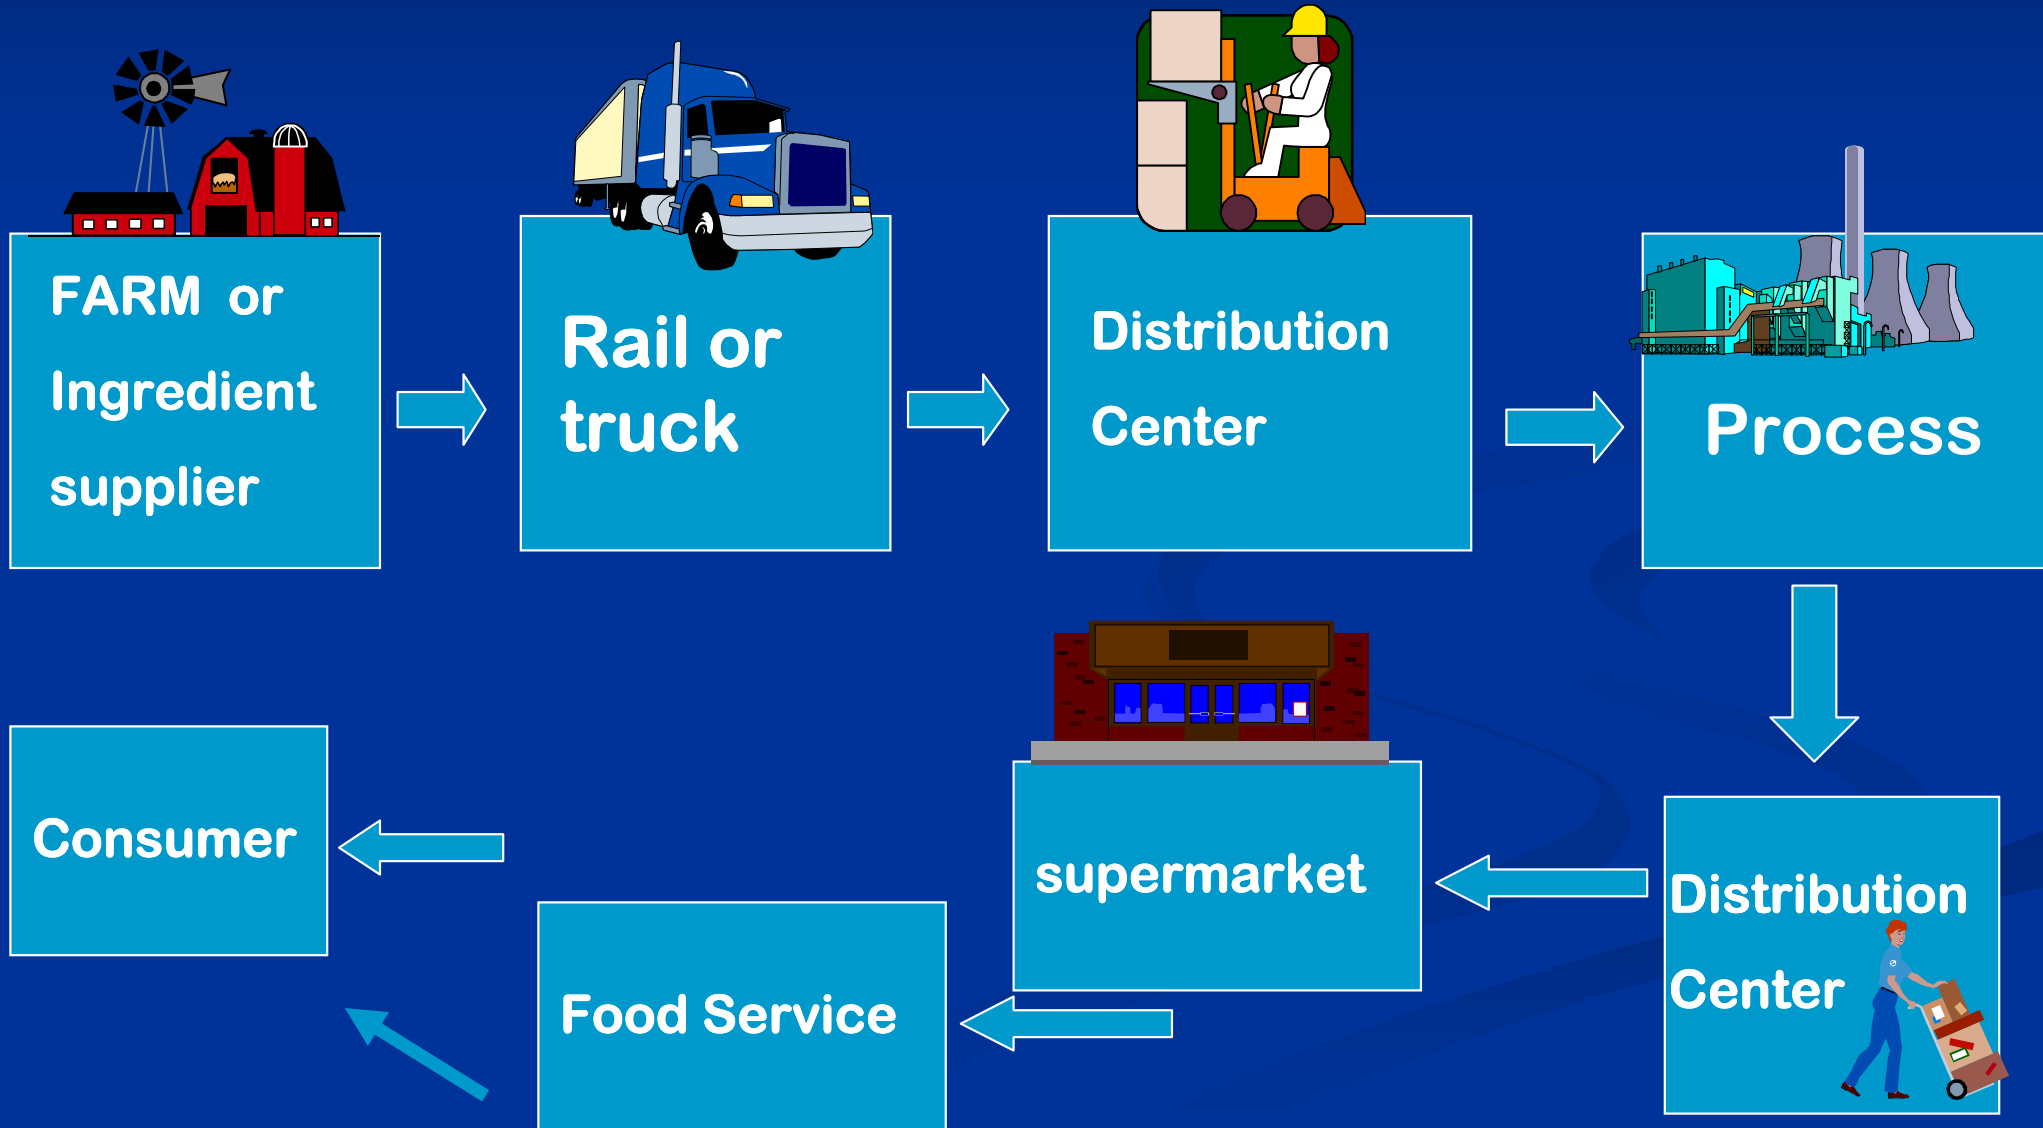 FARM or
Ingredient
supplier
Rail or
truck
Distribution
Center
Process
Distribution
Center
supermarket
Food Service
Consumer